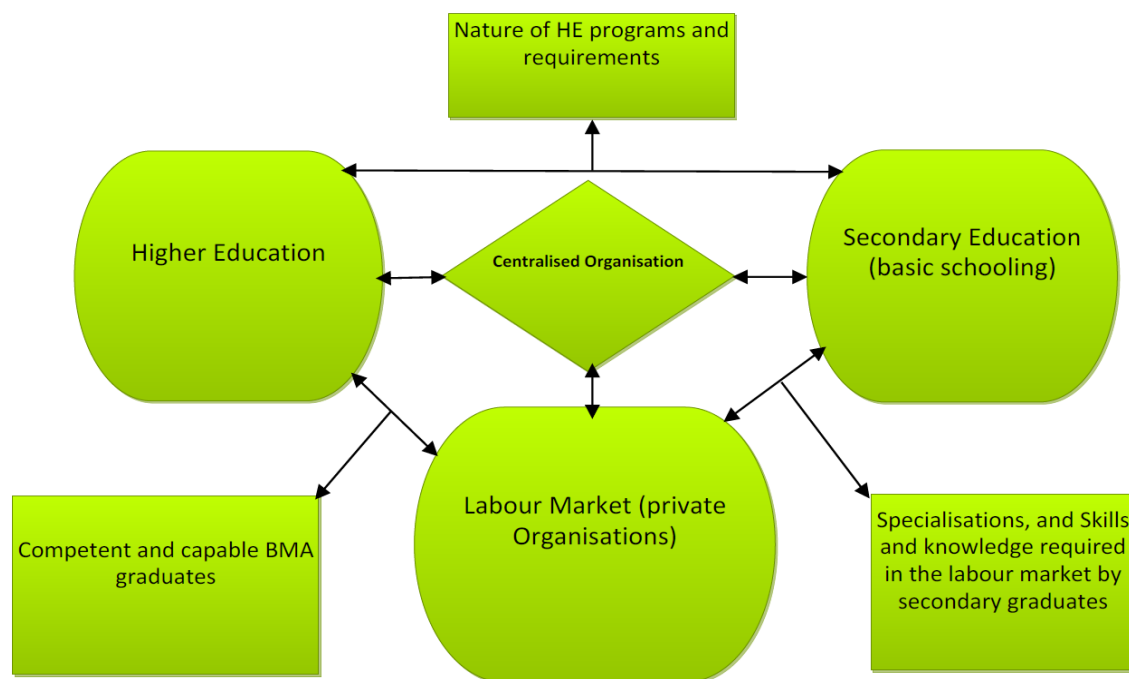 Nature of HE programs and
requirements
Higher Education
Centralised Organisation
Secondary Education
(basic schooling)
Labour Market (private
Organisations)
Competent and capable BMA
graduates
Specialisations, and Skills
and knowledge required
in the labour market by
secondary graduates